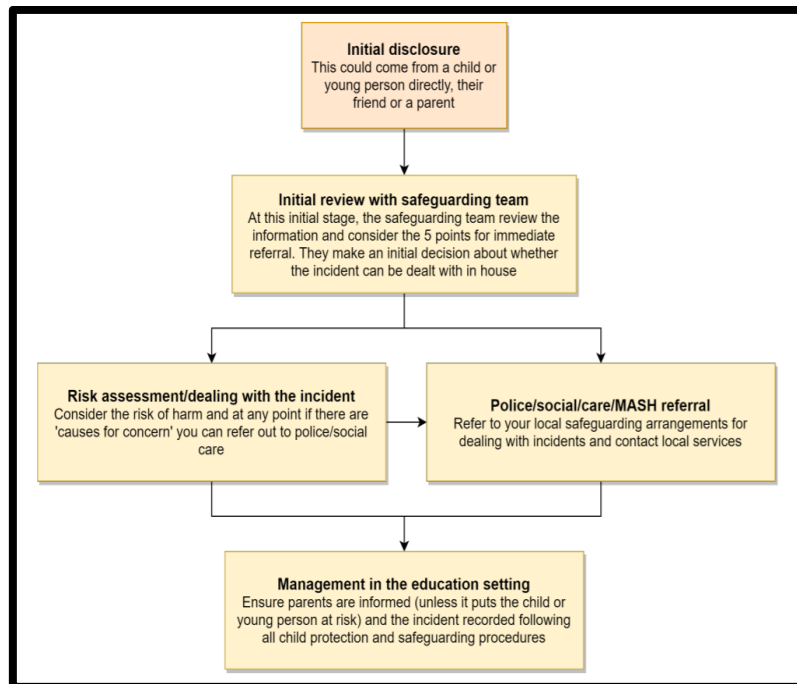 Initial disclosure
This could come from a child or
young person directly, their
friend or a parent
Initial review with safeguarding team
At this initial stage, the safeguarding team review the
information and consider the 5 points for immediate
referral. They make an initial decision about whether
the incident can be dealt with in house
Risk assessment/dealing with the incident
Consider the risk of harm and at any point if there are
'causes for concern' you can refer out to police/social
care
Police/social/care/MASH referral
Refer to your local safeguarding arrangements for
dealing with incidents and contact local services
Management in the education setting
Ensure parents are informed (unless it puts the child or
young person at risk) and the incident recorded following
all child protection and safeguarding procedures